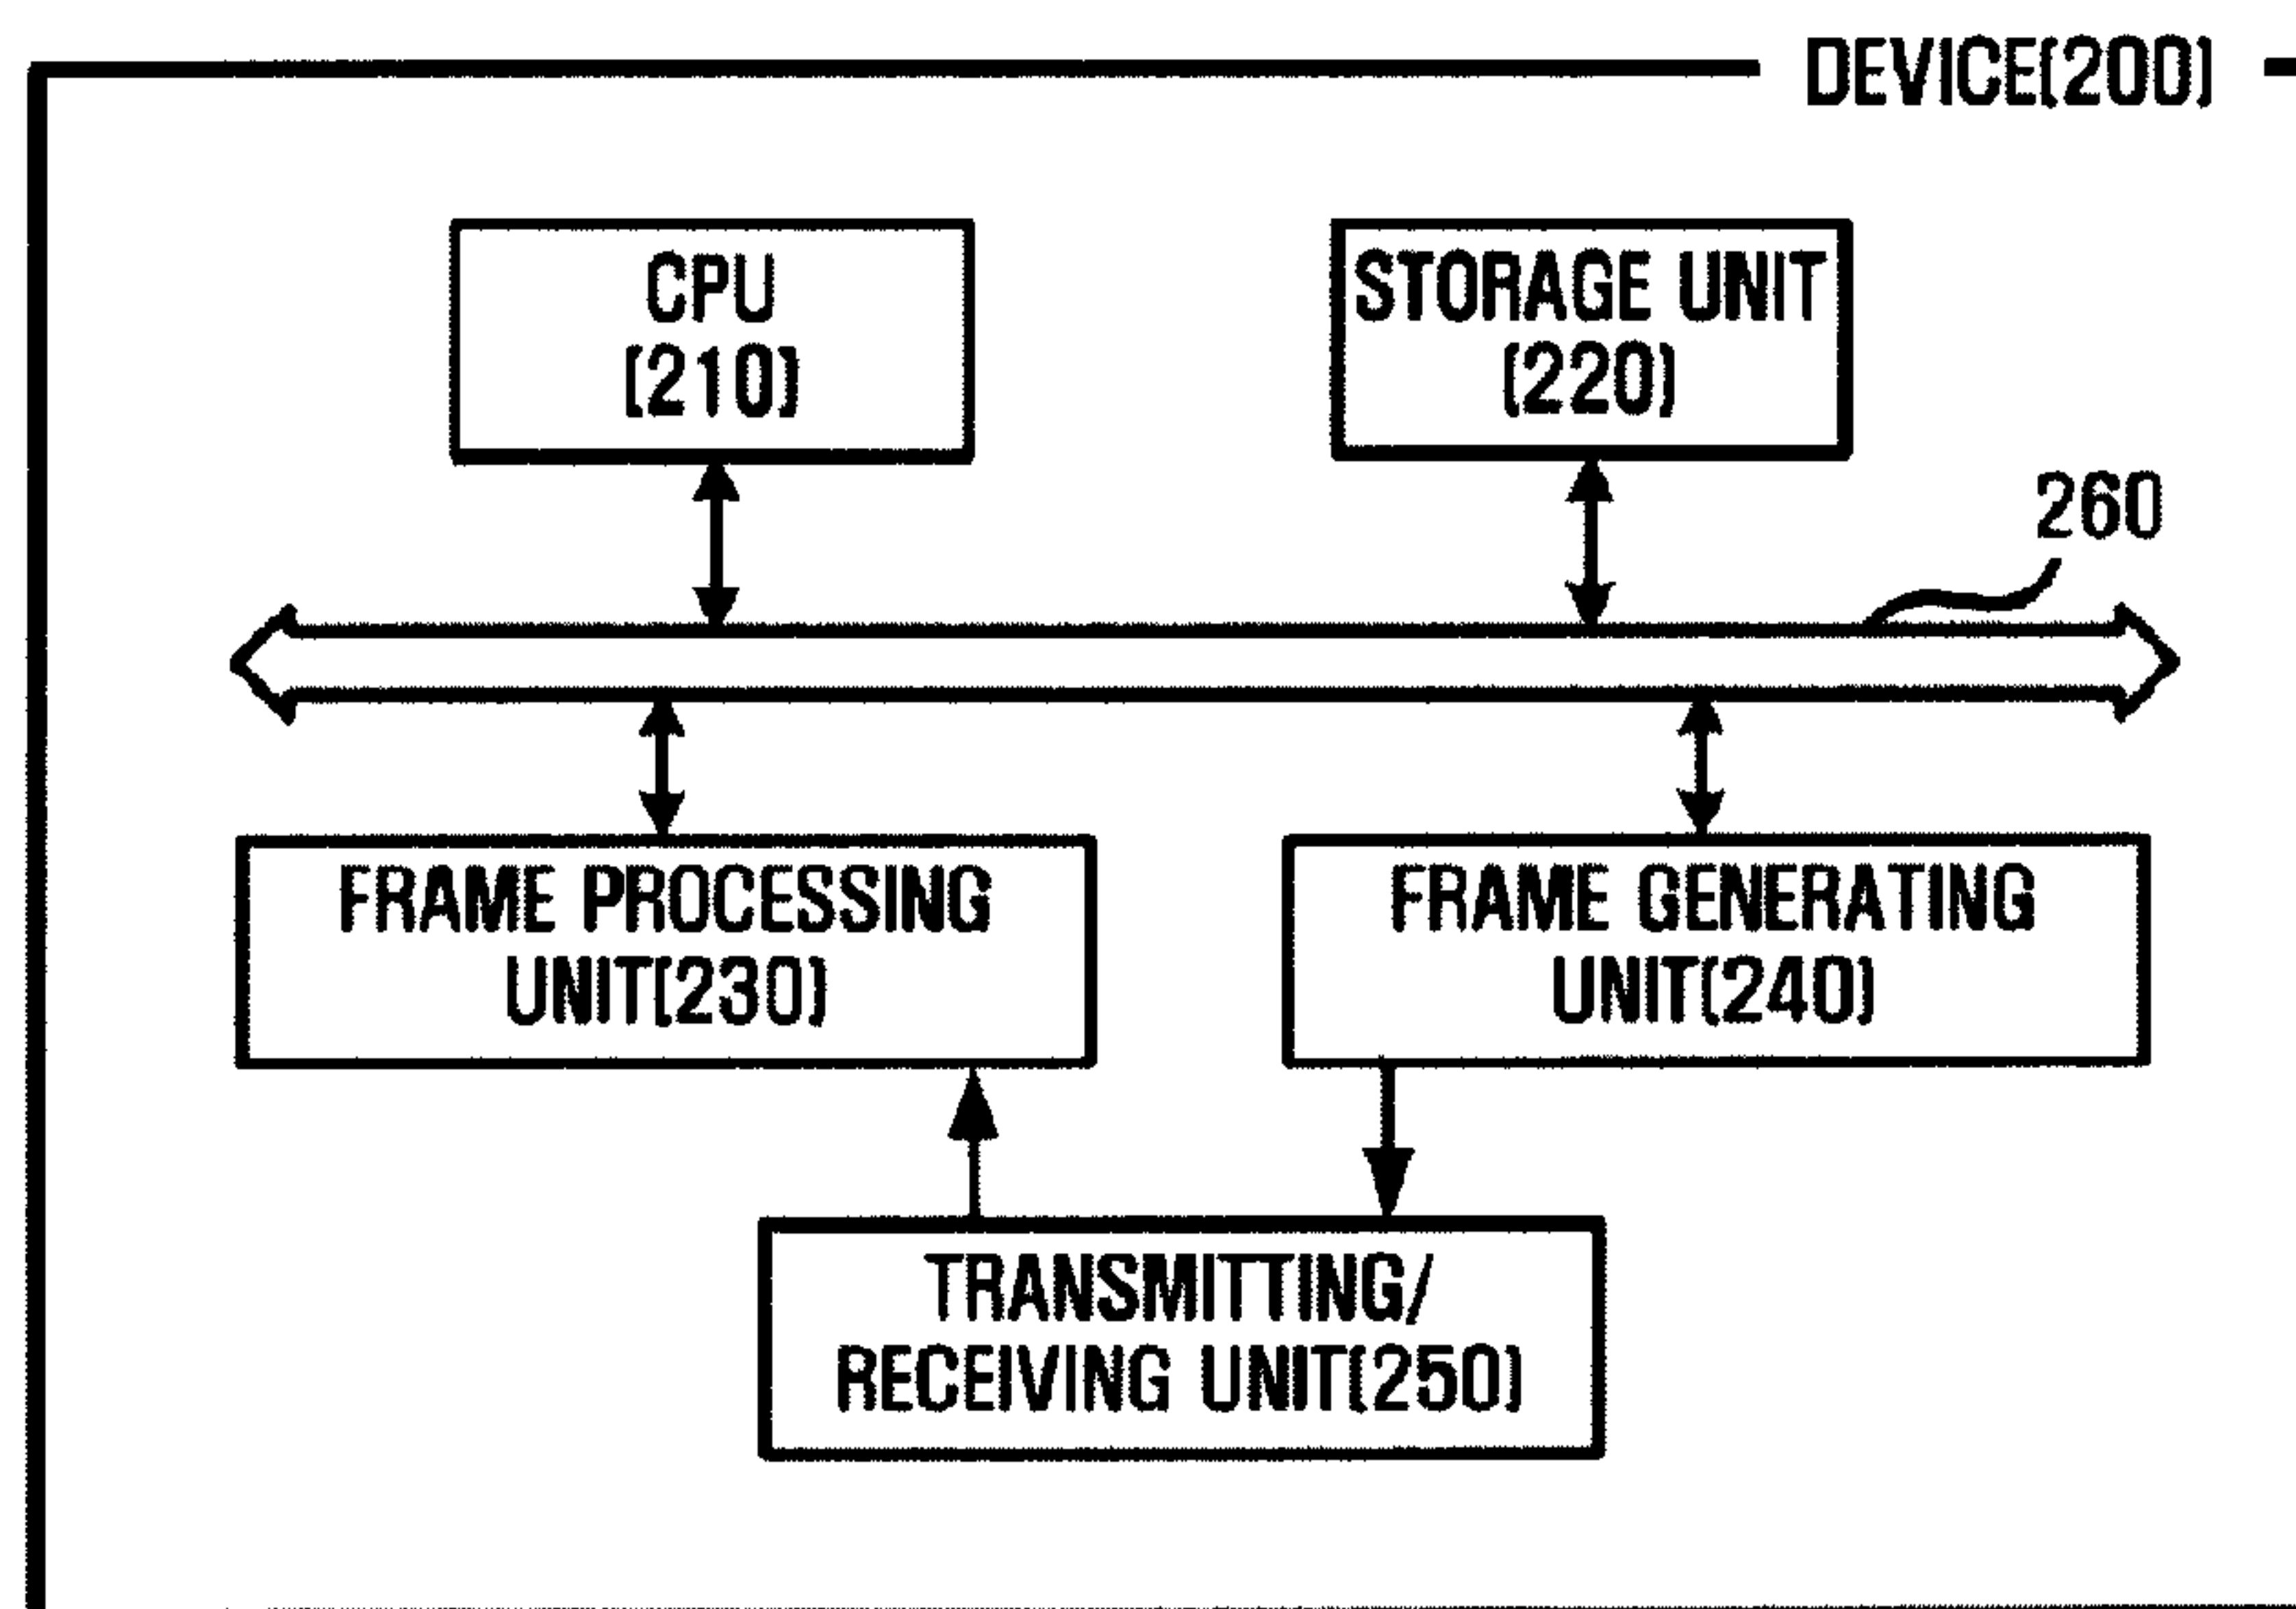 DEVICE(200)
CPU
(210)
STORAGE UNIT
(220)
260
FRAME PROCESSING
UNIT(230)
FRAME GENERATING
UNIT(240)
TRANSMITTING/
RECEIVING UNIT(250)